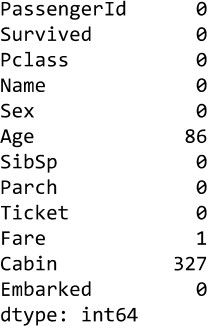 PassengerId 0
Survived 0
Pclass 0
Name 0
Sex 0
Age 86
SibSp 0
Parch 0
Ticket 0
Fare 1
Cabin 327
Embarked 0
dtype: int64